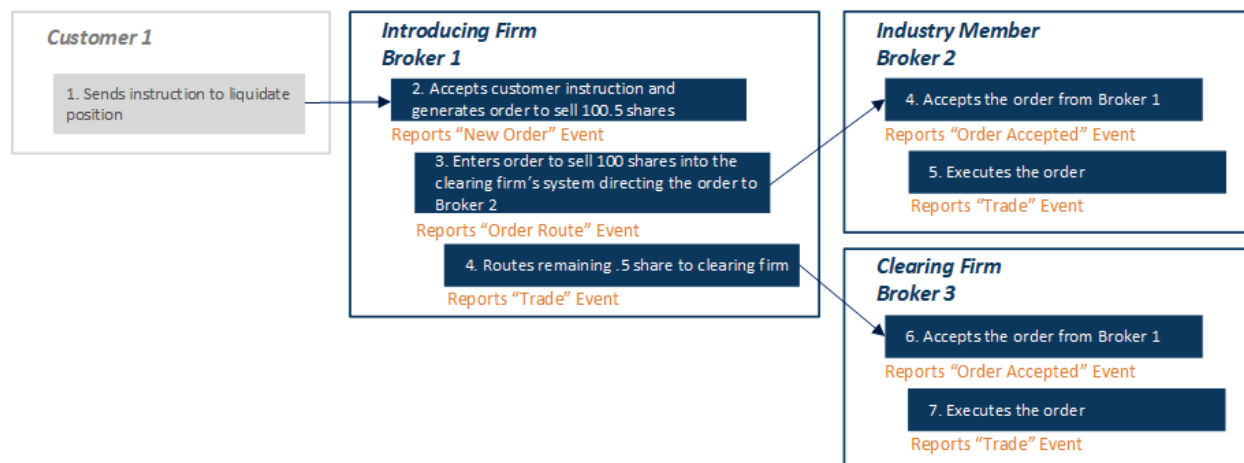 Customer 1
1. Sends instruction to liquidate
position
Introducing Firm
Broker 1
2. Accepts customer instruction and
generates order to sell 100.5 shares
Reports “New Order” Event
3. Enters order to sell 100 shares into the
clearing firm’s system directing the order to
Broker 2
Reports “Order Route” Event
4. Routes remaining .5 share to clearing firm
Reports “Trade” Event
Industry Member
Broker 2
4. Accepts the order from Broker 1
Reports “Order Accepted” Event
5. Executes the order
Reports “Trade” Event
Clearing Firm
Broker 3
6. Accepts the order from Broker 1
Reports “Order Accepted” Event
7. Executes the order
Reports “Trade” Event